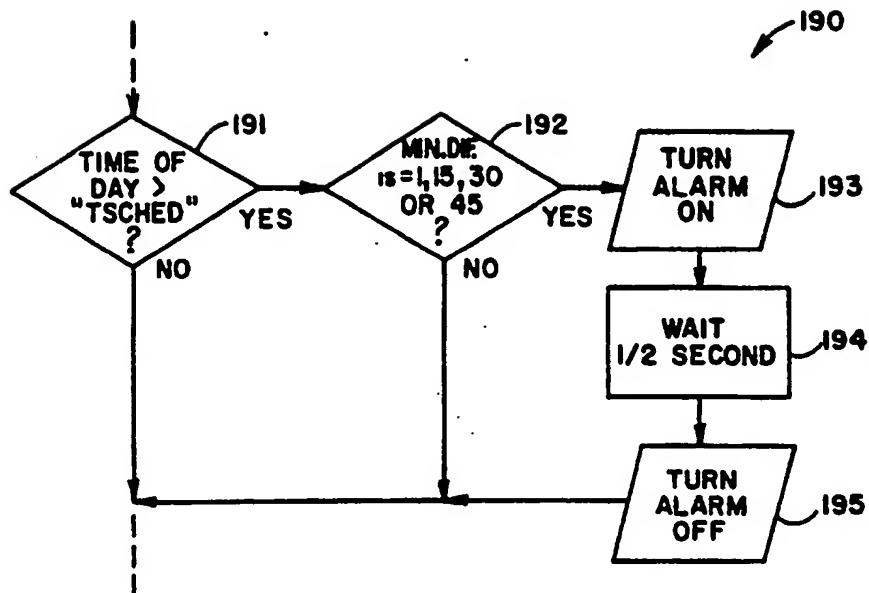 190
191
TIME OF
DAY >
"TSCHED"
?
YES
NO
192
MIN.DIF.
is=1,15,30
OR 45
?
YES
NO
TURN
ALARM
ON
193
WAIT
1/2 SECOND
194
TURN
ALARM
OFF
195